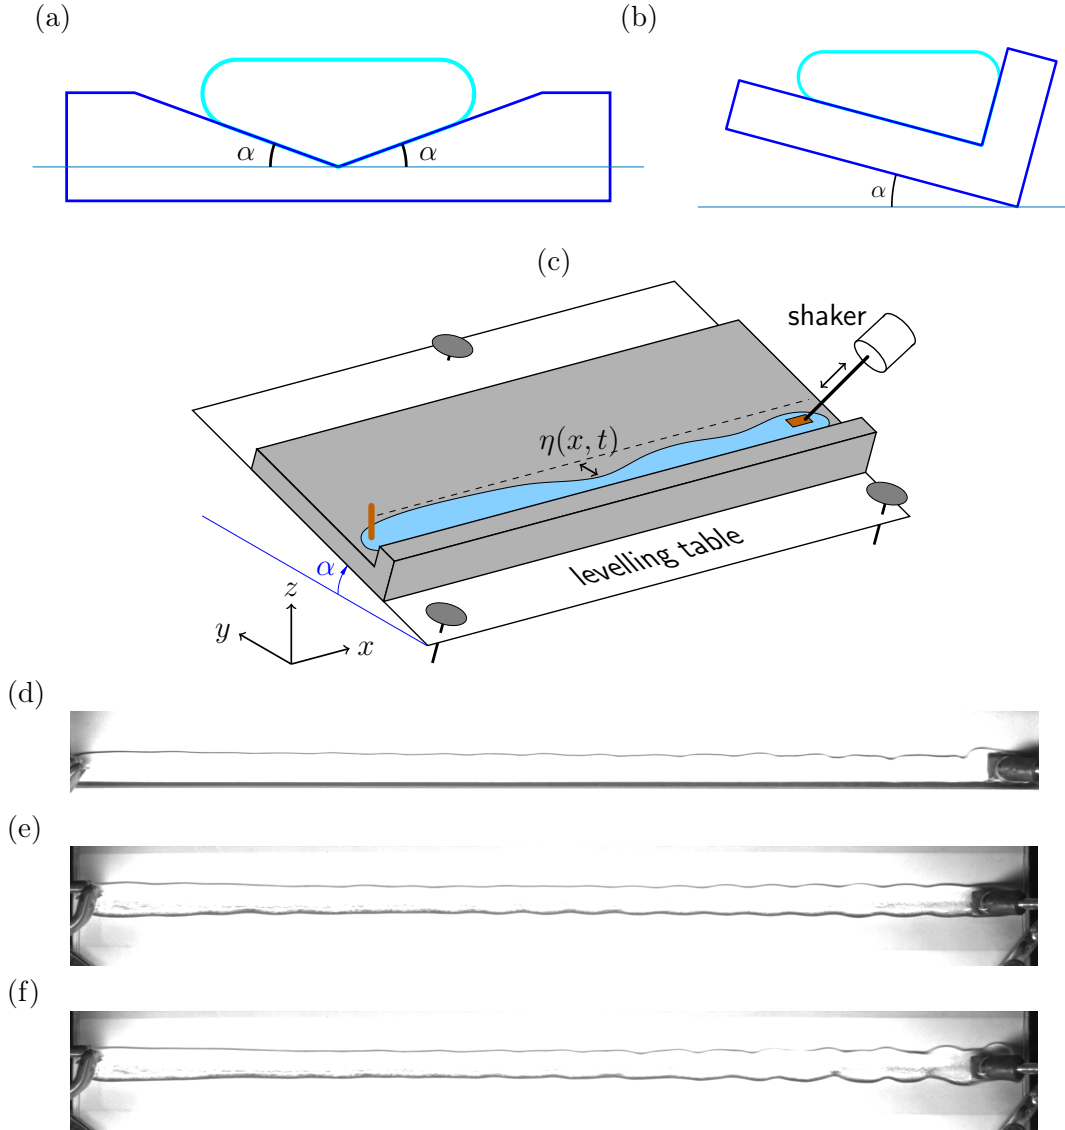 (a)
(b)
α
α
α
(c)
shaker
η(x, t)
levelling table
α
z
y
x
(d)
(e)
(f)